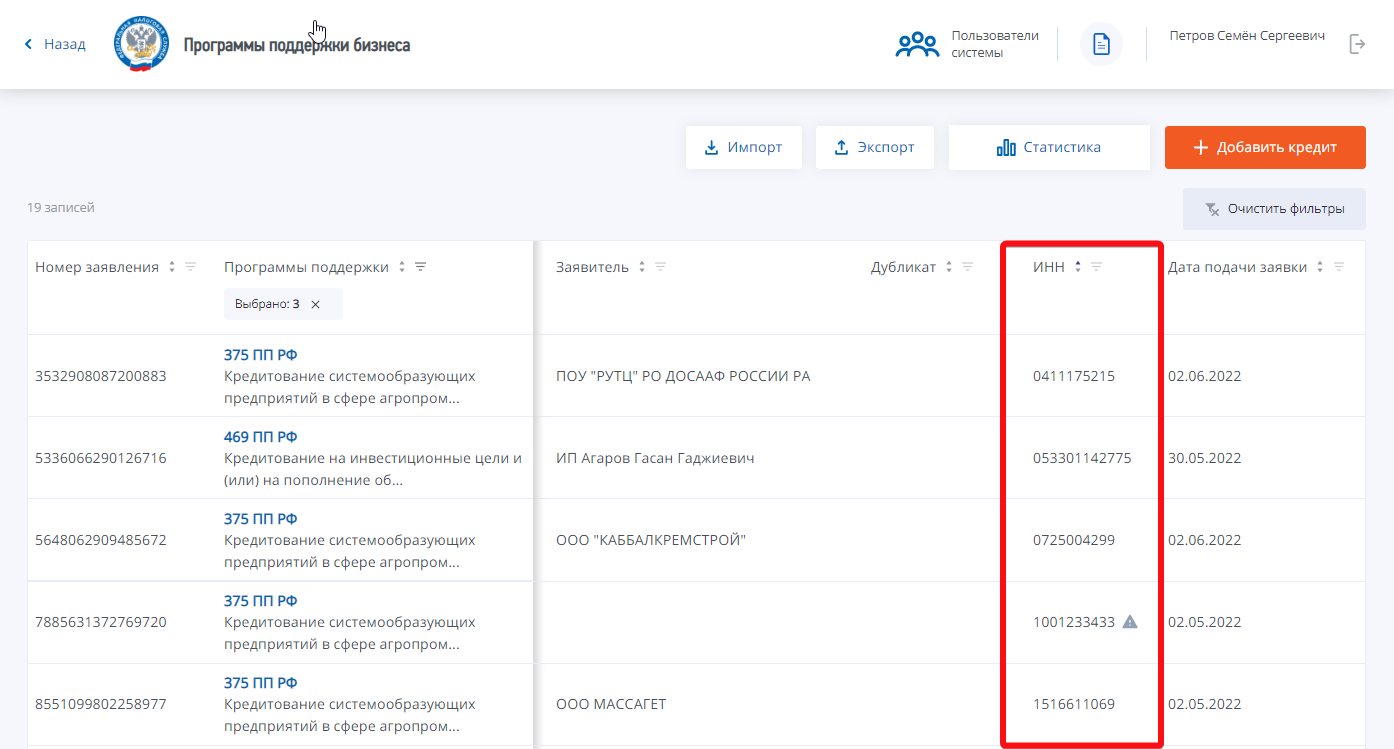 Назад
Программы поддержки бизнеса
Пользователи
системы
Петров Семён Сергеевич
Импорт
Экспорт
Статистика
Добавить кредит
19 записей
Очистить фильтры
Номер заявления
Программы поддержки
Заявитель
Дубликат
ИНН
Дата подачи заявки
Выбрано: 3 ×
375 ПП РФ
3532908087200883
Кредитование системообразующих
предприятий в сфере агропром...
ПОУ "РУТЦ" РО ДОСААФ РОССИИ РА
0411175215
02.06.2022
469 ПП РФ
5336066290126716
Кредитование на инвестиционные цели и
(или) на пополнение об...
ИП Агаров Гасан Гаджиевич
053301142775
30.05.2022
375 ПП РФ
5648062909485672
Кредитование системообразующих
предприятий в сфере агропром...
ООО "КАББАЛКРЕМСТРОЙ"
0725004299
02.06.2022
375 ПП РФ
7885631372769720
Кредитование системообразующих
предприятий в сфере агропром...
1001233433
02.05.2022
375 ПП РФ
8551099802258977
Кредитование системообразующих
предприятий в сфере агропром...
ООО МАССАГЕТ
1516611069
02.05.2022